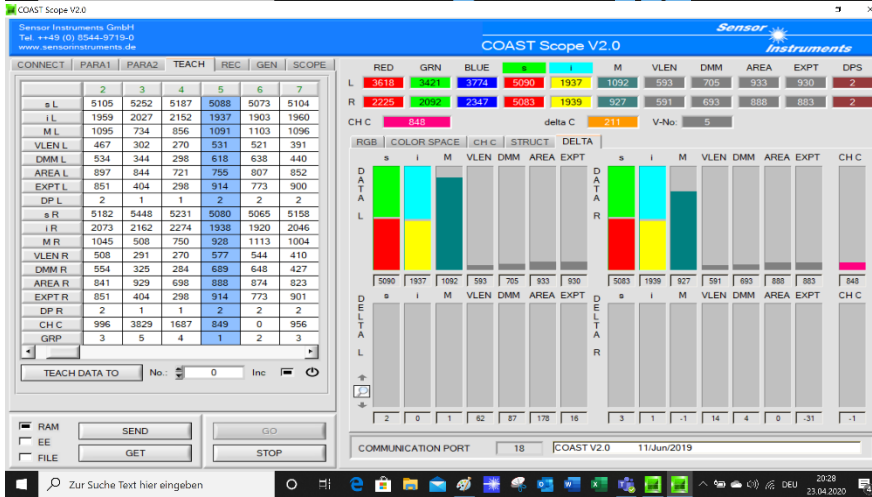 COAST Scope V2.0
Sensor Instruments GmbH
Tel. ++49 (0) 8544-9719-0
www.sensorinstruments.de
COAST Scope V2.0
Sensor Instruments
CONNECT PARA1 PARA2 TEACH REC GEN SCOPE
RED GRN BLUE s i M VLEN DMM AREA EXPT DPS
L 3618 3421 3774 5090 1937 1092 593 705 933 930 2
R 2225 2092 2347 5083 1939 927 591 693 888 883 2
CH C 848 delta C 211 V-No: 5
RGB COLOR SPACE CH C STRUCT DELTA
2 3 4 5 6 7
s L 5105 5252 5187 5088 5073 5104
i L 1959 2027 2152 1937 1903 1960
M L 1095 734 856 1091 1103 1096
VLEN L 467 302 270 531 521 391
DMM L 534 344 298 618 638 440
AREA L 897 844 721 755 807 852
EXPT L 851 404 298 914 773 900
DP L 2 1 1 2 2 2
s R 5182 5448 5231 5080 5065 5158
i R 2073 2162 2274 1938 1920 2046
M R 1045 508 750 928 1113 1004
VLEN R 508 291 270 577 544 410
DMM R 554 325 284 689 648 427
AREA R 841 929 698 888 874 823
EXPT R 851 404 298 914 773 901
DP R 2 1 1 2 2 2
CH C 996 3829 1687 849 0 956
GRP 3 5 4 1 2 3
TEACH DATA TO No.: 0 Inc
RAM
EE
FILE
SEND
GO
GET
STOP
s i M VLEN DMM AREA EXPT s i M VLEN DMM AREA EXPT CH C
DATA L
DATA R
5090 1937 1092 593 705 933 930 5083 1939 927 591 693 888 883 848
s i M VLEN DMM AREA EXPT s i M VLEN DMM AREA EXPT CH C
DELTA L
DELTA R
2 0 1 62 87 178 16 3 1 -1 14 4 0 -31 -1
COMMUNICATION PORT 18 COAST V2.0 11/Jun/2019
Zur Suche Text hier eingeben
DEU
20:28
23.04.2020